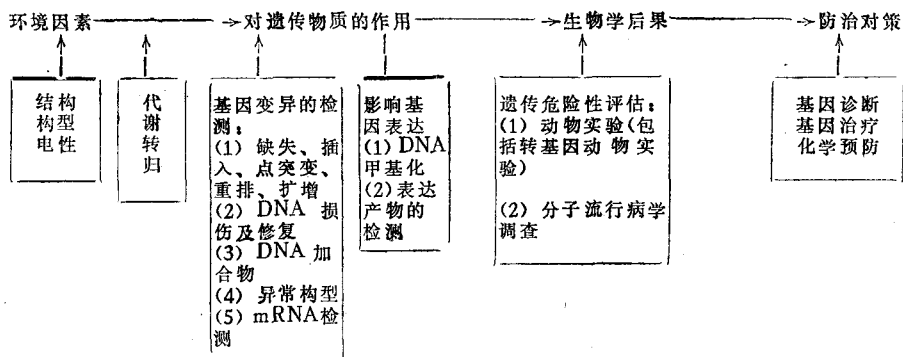 环境因素 → 对遗传物质的作用 → 生物学后果 → 防治对策
结构
构型
电性
代
谢
转
归
基因变异的检
测：
(1) 缺失、插
入、点突变、
重排、扩增
(2) DNA 损
伤及修复
(3) DNA 加
合物
(4) 异常构型
(5) mRNA检
测
影响基
因表达
(1) DNA
甲基化
(2)表达
产物的
检测
遗传危险性评估：
(1) 动物实验(包
括转基因动物实
验)
(2) 分子流行病学
调查
基因诊断
基因治疗
化学预防